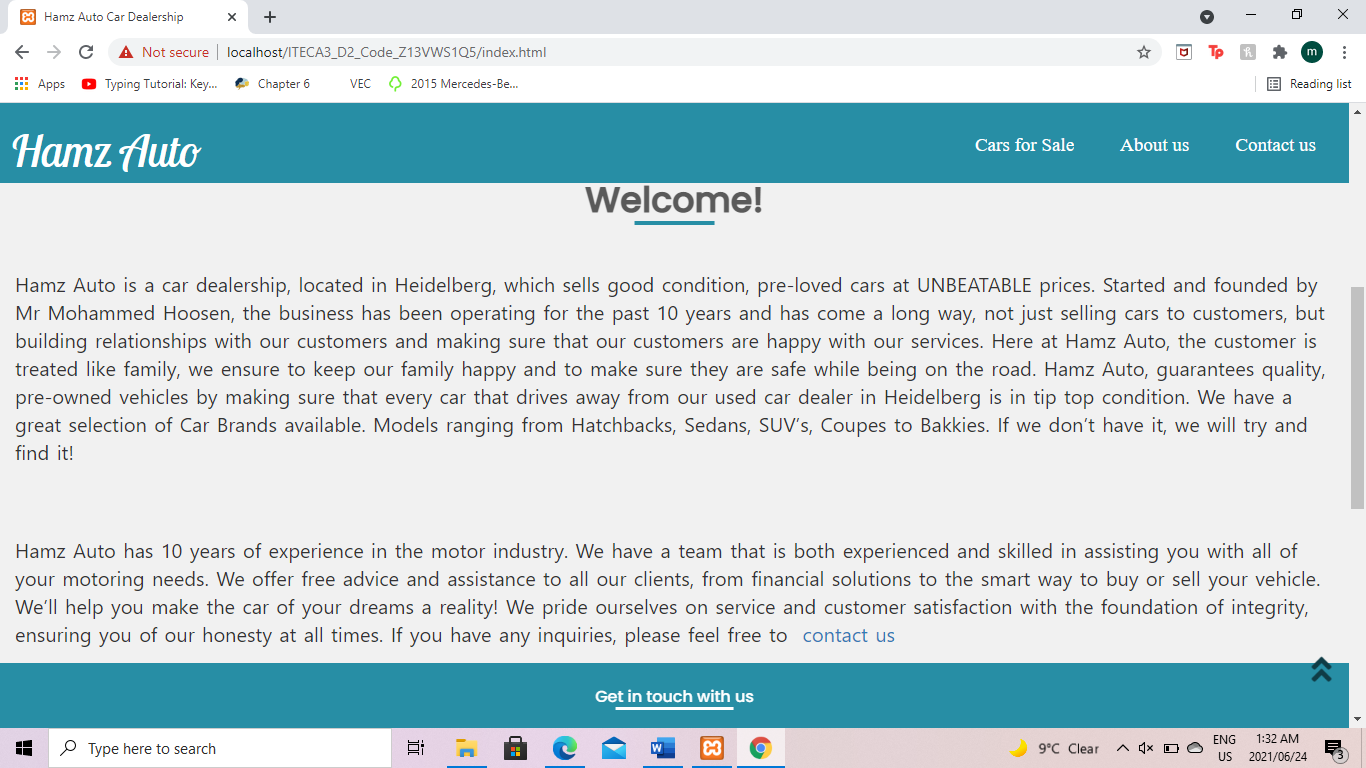 Hamz Auto Car Dealership
Not secure
localhost/ITECA3_D2_Code_Z13VWS1Q5/index.html
m
Apps
Typing Tutorial: Key...
Chapter 6
VEC
2015 Mercedes-Be...
Reading list
Hamz Auto
Cars for Sale
About us
Contact us
Welcome!
Hamz Auto is a car dealership, located in Heidelberg, which sells good condition, pre-loved cars at UNBEATABLE prices. Started and founded by
Mr Mohammed Hoosen, the business has been operating for the past 10 years and has come a long way, not just selling cars to customers, but
building relationships with our customers and making sure that our customers are happy with our services. Here at Hamz Auto, the customer is
treated like family, we ensure to keep our family happy and to make sure they are safe while being on the road. Hamz Auto, guarantees quality,
pre-owned vehicles by making sure that every car that drives away from our used car dealer in Heidelberg is in tip top condition. We have a
great selection of Car Brands available. Models ranging from Hatchbacks, Sedans, SUV’s, Coupes to Bakkies. If we don’t have it, we will try and
find it!
Hamz Auto has 10 years of experience in the motor industry. We have a team that is both experienced and skilled in assisting you with all of
your motoring needs. We offer free advice and assistance to all our clients, from financial solutions to the smart way to buy or sell your vehicle.
We’ll help you make the car of your dreams a reality! We pride ourselves on service and customer satisfaction with the foundation of integrity,
ensuring you of our honesty at all times. If you have any inquiries, please feel free to contact us
Get in touch with us
Type here to search
9°C Clear
ENG
US
1:32 AM
2021/06/24
3